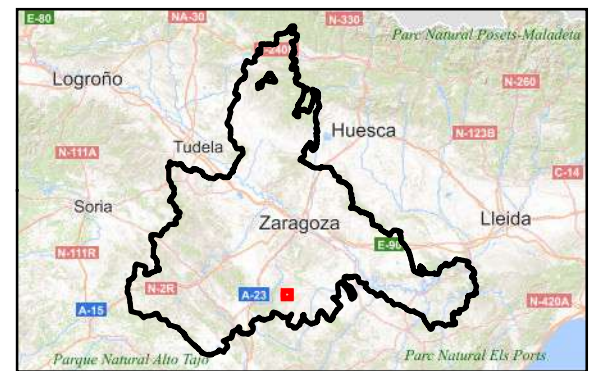 E-80
NA-30
N-330
Parc Natural Posets-Maladeta
-240
Logroño
N-260
Huesca
N-123B
Tudela
N-111A
C-14
Soria
Lleida
Zaragoza
E-90
N-111R
N-2R
A-23
A-15
N-420A
Parque Natural Alto Tajo
Parc Natural Els Ports